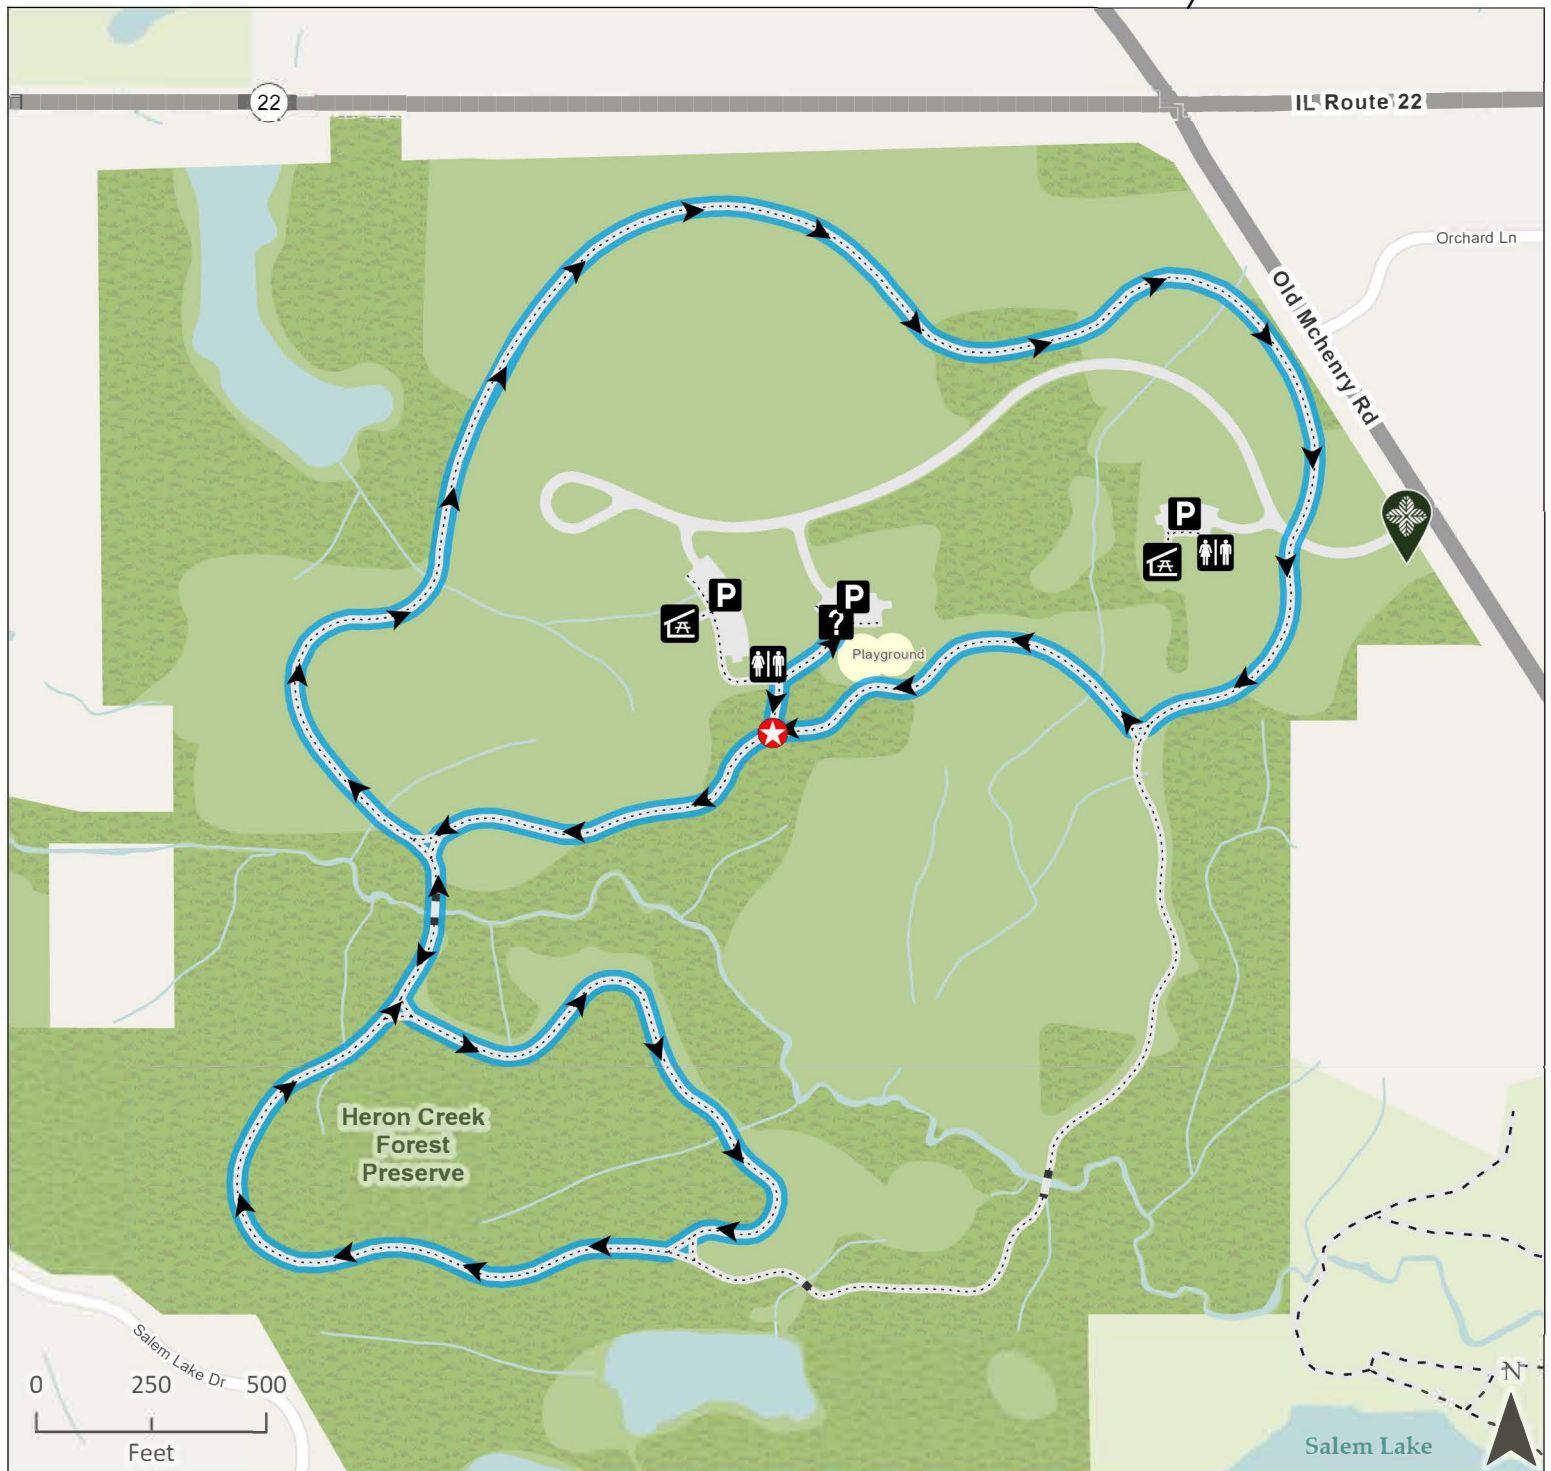 22
IL Route 22
Orchard Ln
Old Mchenry Rd
P
P
P
?
Playground
Heron Creek
Forest
Preserve
Salem Lake Dr
0 250 500
Feet
N
Salem Lake